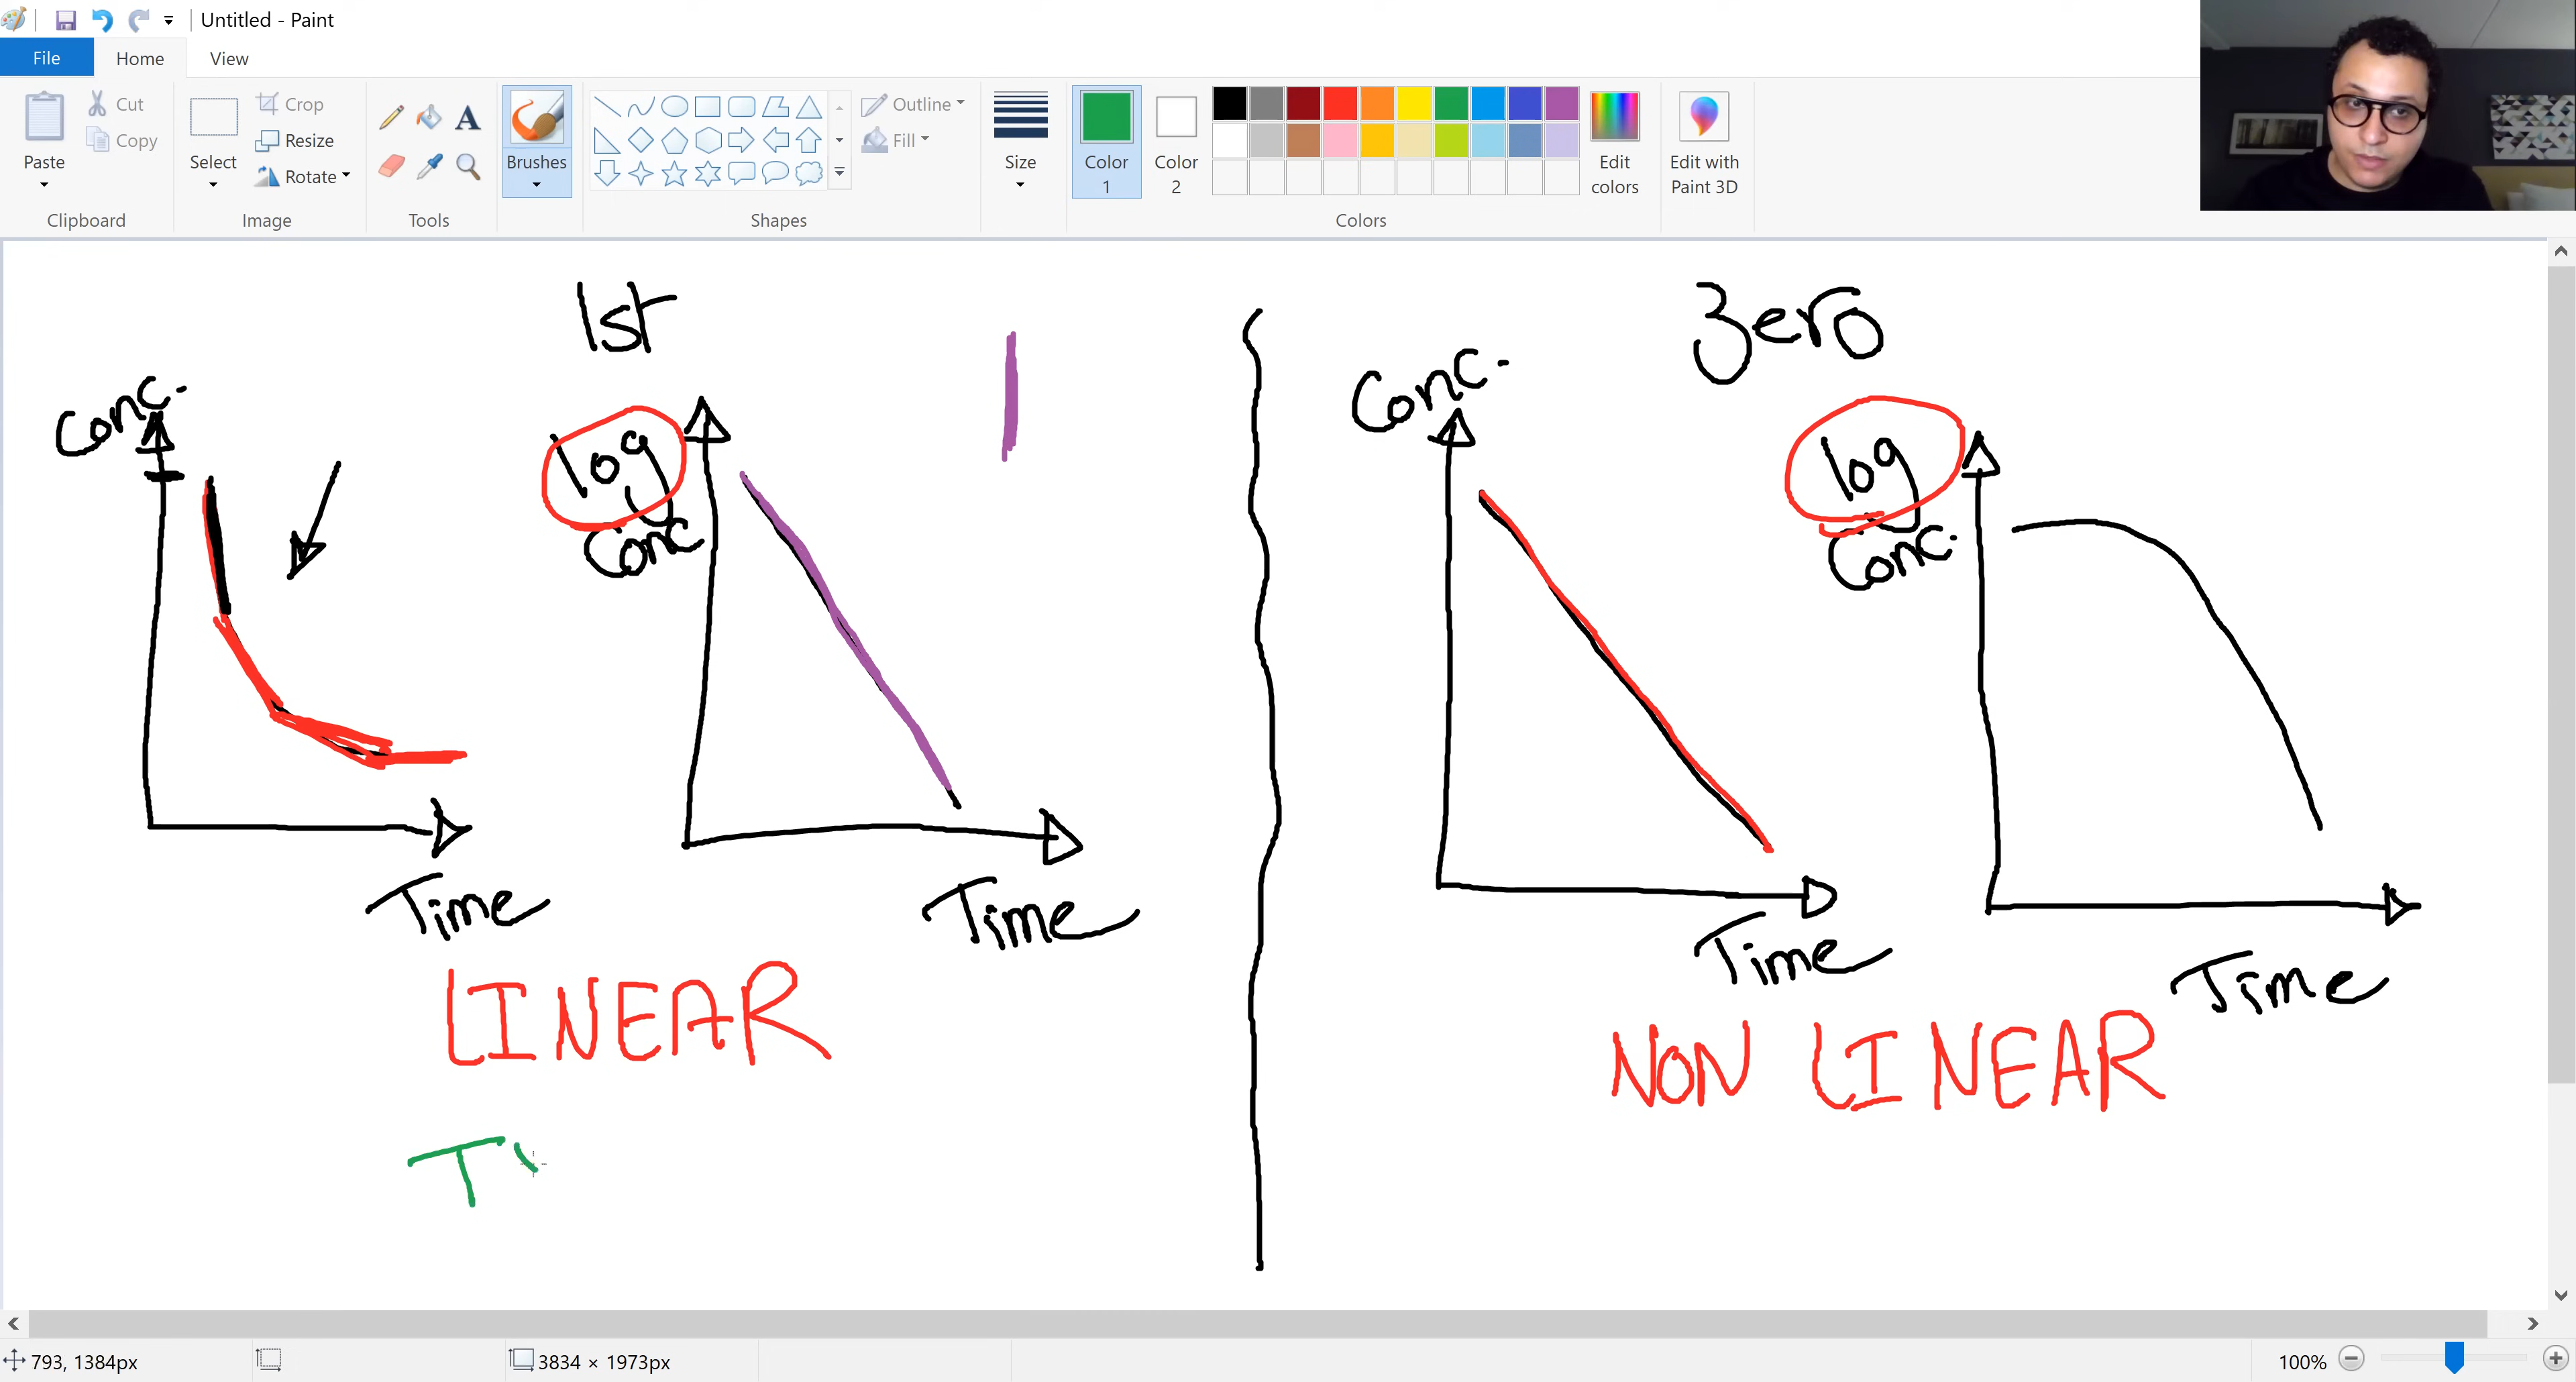 Untitled - Paint
File Home View
Paste
Cut
Copy
Clipboard
Select
Crop
Resize
Rotate
Image
Tools
Brushes
Outline
Fill
Shapes
Size
Color 1
Color 2
Edit colors
Edit with Paint 3D
Colors
1st
Conc.
Time
log
Conc
Time
LINEAR
T
Zero
Conc.
Time
log
Conc.
Time
NON LINEAR
793, 1384px
3834 × 1973px
100%